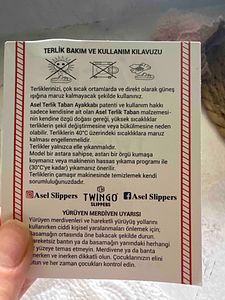 TERLİK BAKIM VE KULLANIM KILAVUZU
Terliklerinizi, çok sıcak ortamlarda ve direkt olarak güneş
ışığına maruz kalmayacak şekilde kullanınız.
Asel Terlik Taban Ayakkabı patenti ve kullanım hakkı
sadece kendisine ait olan Asel Terlik Taban malzemesi-
nin kendine özgü doğası gereği, yüksek sıcaklıklar
terliklerin şekil değiştirmesine veya bükülmesine neden
olabilir. Terliklerin 40°C üzerindeki sıcaklıklara maruz
kalması engellenmelidir.
Terlikler yalnızca elle yıkanmalıdır.
Model bir astara sahipse, astarı bir örgü kumaşı
koymanız veya makinenin hassas yıkama programı ile
(30°C'ye kadar) yıkamanız önerilir.
Terliklerin çamaşır makinesinde temizlemek kendi
sorumluluğunuzdadır.
Asel Slippers TWINGO SLIPPERS Asel Slippers
YÜRÜYEN MERDİVEN UYARISI
Yürüyen merdivenleri ve hareketli yürüyüş yollarını
kullanırken ciddi kişisel yaralanmaları önlemek için;
basamağın ortasında öne bakacak şekilde durun.
Hareketsiz bantın ya da basamağın yanındaki herhangi
yüzeye temas etmeyin. Merdivene ya da banta
binerken ve inerken dikkatli olun. Çocuklarınızın elini
tutun ve her zaman çocukları kontrol edin.